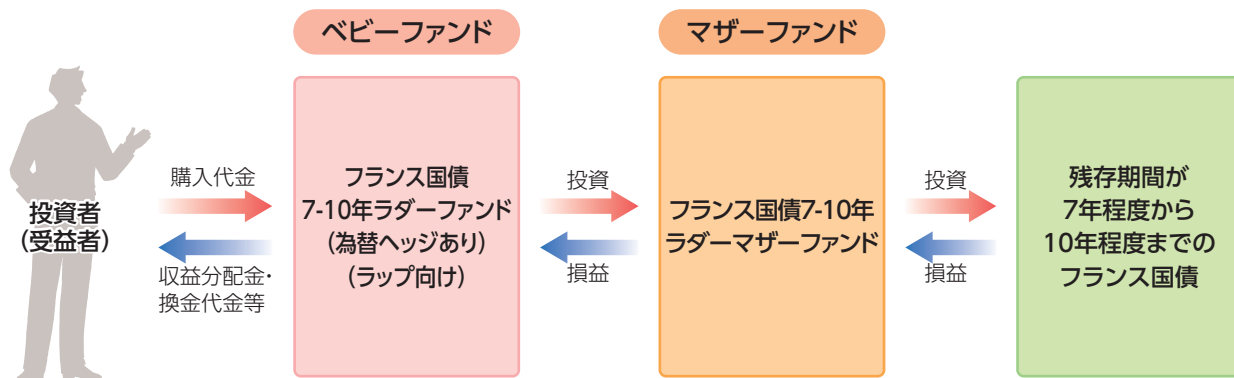 ベビーファンド
マザーファンド
投資者
(受益者)
購入代金
収益分配金・
換金代金等
フランス国債
7-10年ラダーファンド
(為替ヘッジあり)
(ラップ向け)
投資
損益
フランス国債7-10年
ラダーマザーファンド
投資
損益
残存期間が
7年程度から
10年程度までの
フランス国債